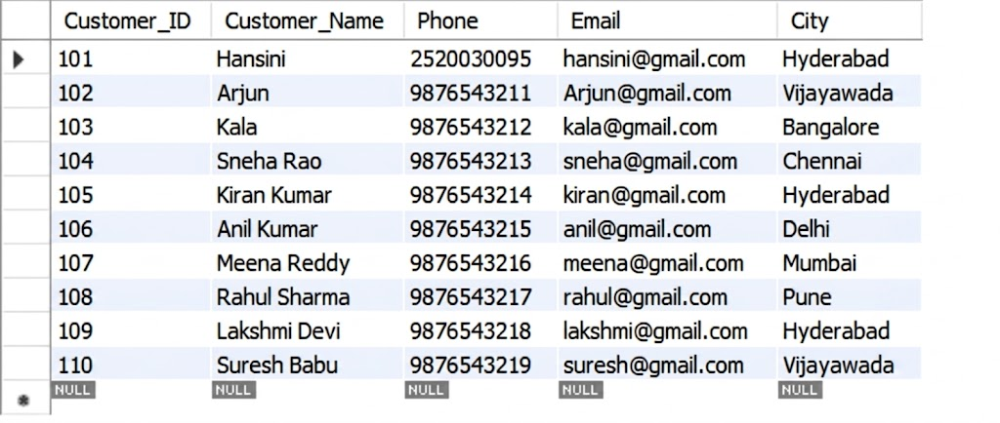 Customer_ID Customer_Name Phone Email City
101 Hansini 2520030095 hansini@gmail.com Hyderabad
102 Arjun 9876543211 Arjun@gmail.com Vijayawada
103 Kala 9876543212 kala@gmail.com Bangalore
104 Sneha Rao 9876543213 sneha@gmail.com Chennai
105 Kiran Kumar 9876543214 kiran@gmail.com Hyderabad
106 Anil Kumar 9876543215 anil@gmail.com Delhi
107 Meena Reddy 9876543216 meena@gmail.com Mumbai
108 Rahul Sharma 9876543217 rahul@gmail.com Pune
109 Lakshmi Devi 9876543218 lakshmi@gmail.com Hyderabad
110 Suresh Babu 9876543219 suresh@gmail.com Vijayawada
NULL NULL NULL NULL NULL